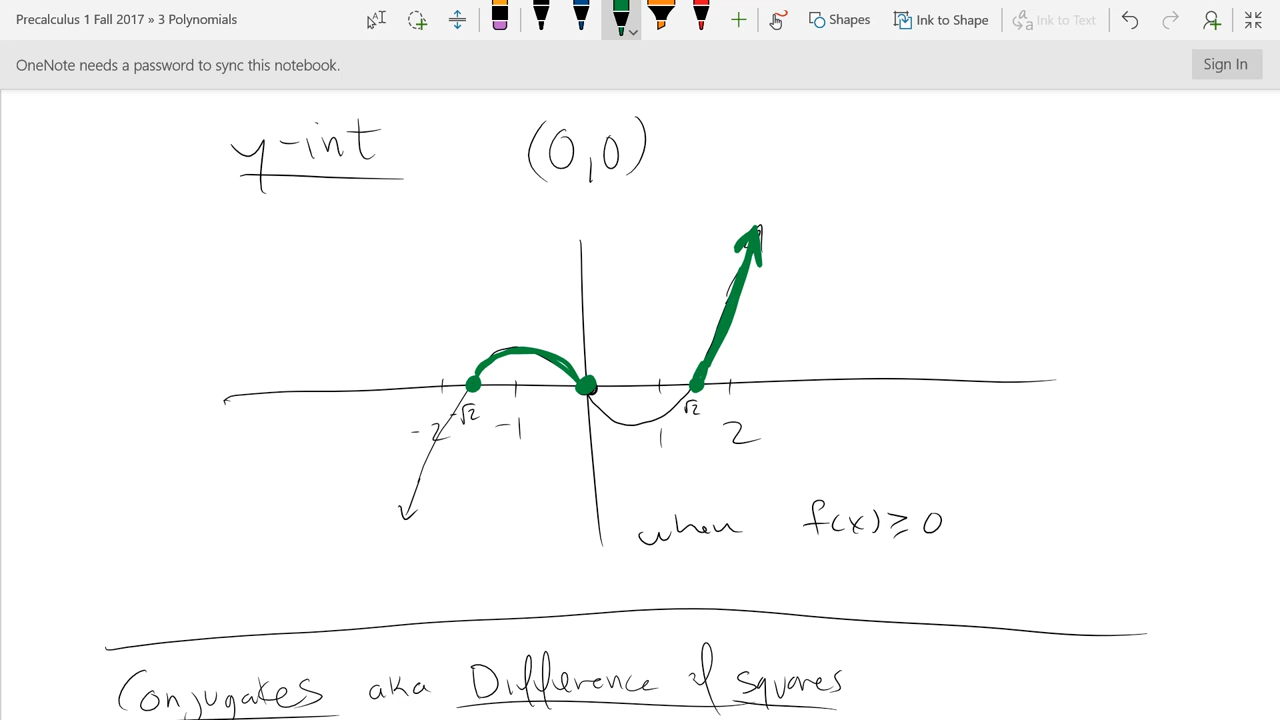 Precalculus 1 Fall 2017 » 3 Polynomials
Shapes Ink to Shape Ink to Text
OneNote needs a password to sync this notebook. Sign In
y-int (0,0)
-2 -√2 -1 1 √2 2
when f(x) ≥ 0
Conjugates aka Difference of squares